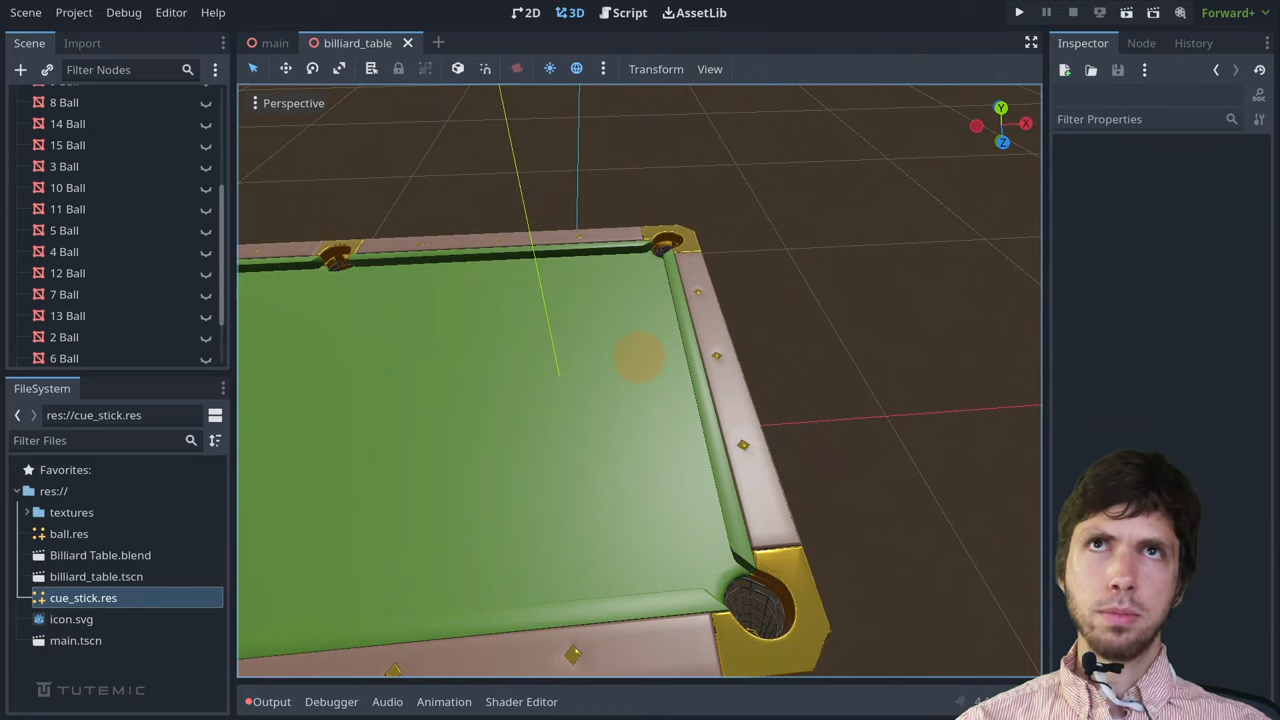 Scene Project Debug Editor Help
2D 3D Script AssetLib
Forward+
Scene Import
main billiard_table
Inspector Node History
Filter Nodes
Transform View
Perspective
Y
X
Z
Filter Properties
8 Ball
14 Ball
15 Ball
3 Ball
10 Ball
11 Ball
5 Ball
4 Ball
12 Ball
7 Ball
13 Ball
2 Ball
6 Ball
FileSystem
res://cue_stick.res
Filter Files
Favorites:
res://
textures
ball.res
Billiard Table.blend
billiard_table.tscn
cue_stick.res
icon.svg
main.tscn
TUTEMIC
Output Debugger Audio Animation Shader Editor